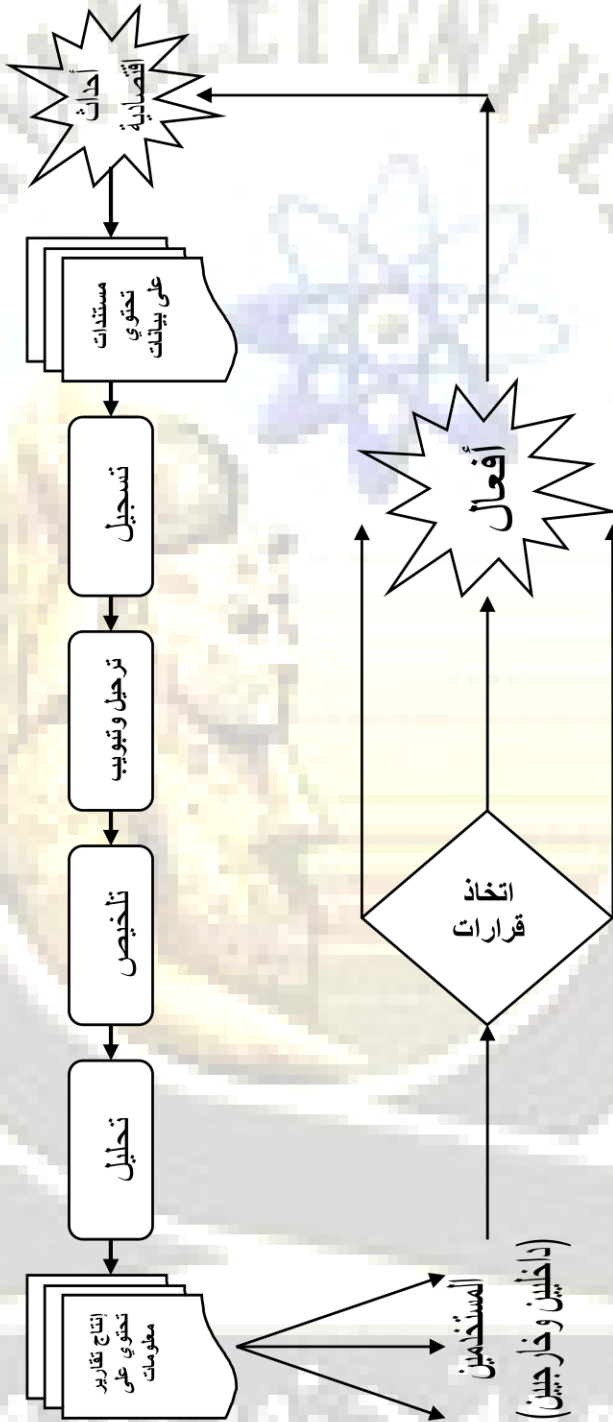 أحداث
اقتصادية
مستندات
تحتوي
على بيانات
تسجيل
ترحيل وتبويب
تلخيص
تحليل
إنتاج تقارير
تحتوي على
معلومات
المستخدمين
(داخليين وخارجيين)
اتخاذ
قرارات
أفعال